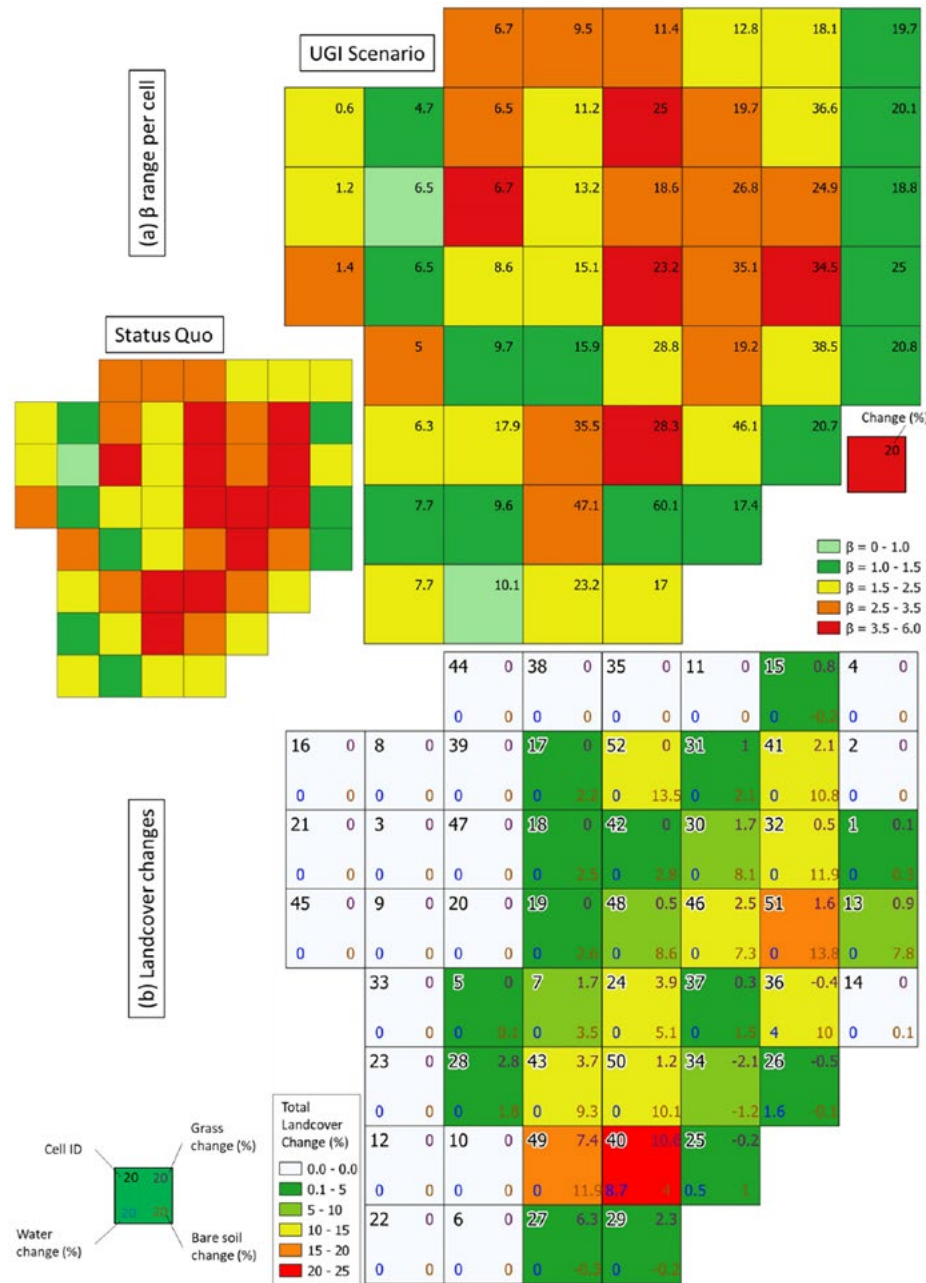 (a) β range per cell
UGI Scenario
6.7 9.5 11.4 12.8 18.1 19.7
0.6 4.7 6.5 11.2 25 19.7 36.6 20.1
1.2 6.5 6.7 13.2 18.6 26.8 24.9 18.8
1.4 6.5 8.6 15.1 23.2 35.1 34.5 25
5 9.7 15.9 28.8 19.2 38.5 20.8
6.3 17.9 35.5 28.3 46.1 20.7
7.7 9.6 47.1 60.1 17.4
7.7 10.1 23.2 17
Status Quo
Change (%)
20
β = 0 - 1.0
β = 1.0 - 1.5
β = 1.5 - 2.5
β = 2.5 - 3.5
β = 3.5 - 6.0
(b) Landcover changes
44 0 38 0 35 0 11 0 15 0.8 4 0
0 0 0 0 0 0 0 0 0 -0.2 0 0
16 0 8 0 39 0 17 0 52 0 31 1 41 2.1 2 0
0 0 0 0 0 0 0 2.2 0 13.5 0 2.1 0 10.8 0 0
21 0 3 0 47 0 18 0 42 0 30 1.7 32 0.5 1 0.1
0 0 0 0 0 0 0 2.5 0 2.8 0 8.1 0 11.9 0 0.3
45 0 9 0 20 0 19 0 48 0.5 46 2.5 51 1.6 13 0.9
0 0 0 0 0 0 0 2.6 0 8.6 0 7.3 0 13.8 0 7.8
33 0 5 0 7 1.7 24 3.9 37 0.3 36 -0.4 14 0
0 0 0 0.1 0 3.5 0 5.1 0 1.5 4 10 0 0.1
23 0 28 2.8 43 3.7 50 1.2 34 -2.1 26 -0.5
0 0 0 1.8 0 9.3 0 10.1 0 -1.2 1.6 -0.1
12 0 10 0 49 7.4 40 10.6 25 -0.2
0 0 0 0 0 11.9 8.7 4 0.5 1
22 0 6 0 27 6.3 29 2.3
0 0 0 0 0 -0.3 0 -0.2
Cell ID
Grass
change (%)
20 20
20 20
Water
change (%)
Bare soil
change (%)
Total
Landcover
Change (%)
0.0 - 0.0
0.1 - 5
5 - 10
10 - 15
15 - 20
20 - 25